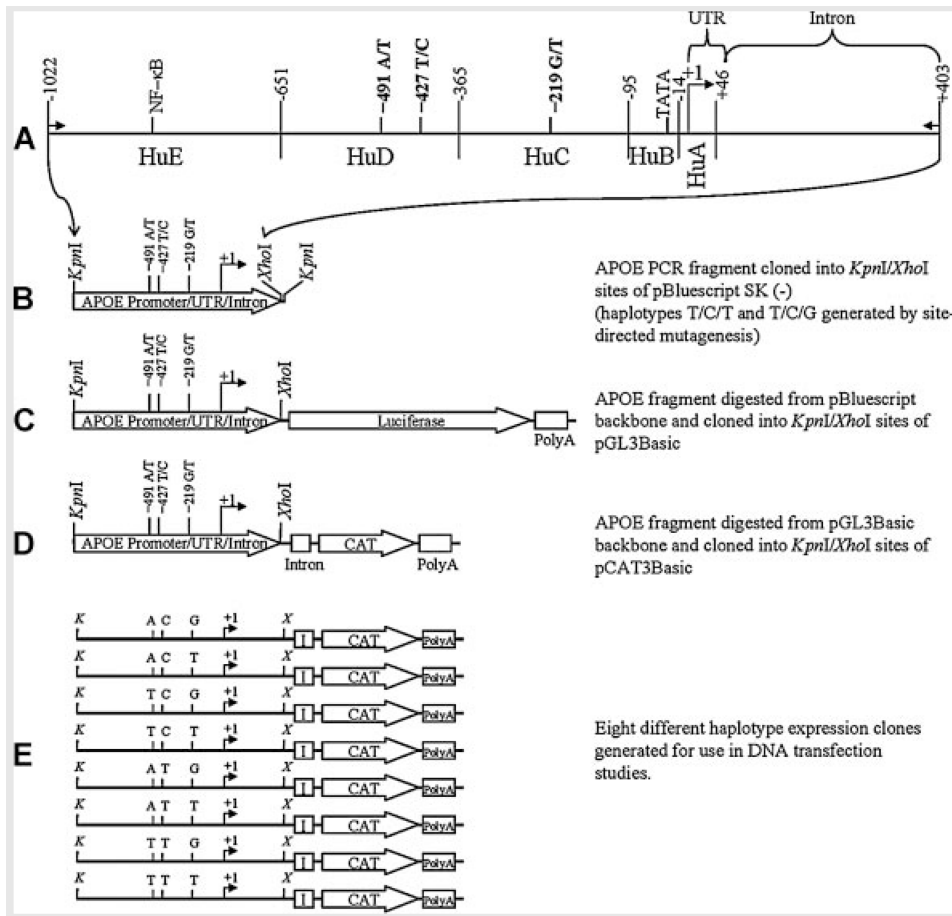 UTR
Intron
-1022
NF-κB
-651
-491 A/T
-427 T/C
-365
-219 G/T
-95
TATA
-14
+1
+46
+403
A
HuE
HuD
HuC
HuB
HuA
KpnI
-491 A/T
-427 T/C
-219 G/T
+1
XhoI
KpnI
B
APOE Promoter/UTR/Intron
APOE PCR fragment cloned into KpnI/XhoI
sites of pBluescript SK (-)
(haplotypes T/C/T and T/C/G generated by site-
directed mutagenesis)
KpnI
-491 A/T
-427 T/C
-219 G/T
+1
XhoI
C
APOE Promoter/UTR/Intron
Luciferase
PolyA
APOE fragment digested from pBluescript
backbone and cloned into KpnI/XhoI sites of
pGL3Basic
KpnI
-491 A/T
-427 T/C
-219 G/T
+1
XhoI
D
APOE Promoter/UTR/Intron
Intron
CAT
PolyA
APOE fragment digested from pGL3Basic
backbone and cloned into KpnI/XhoI sites of
pCAT3Basic
K A C G +1 X
I CAT PolyA
K A C T +1 X
I CAT PolyA
K T C G +1 X
I CAT PolyA
K T C T +1 X
I CAT PolyA
E
K A T G +1 X
I CAT PolyA
K A T T +1 X
I CAT PolyA
K T T G +1 X
I CAT PolyA
K T T T +1 X
I CAT PolyA
Eight different haplotype expression clones
generated for use in DNA transfection
studies.